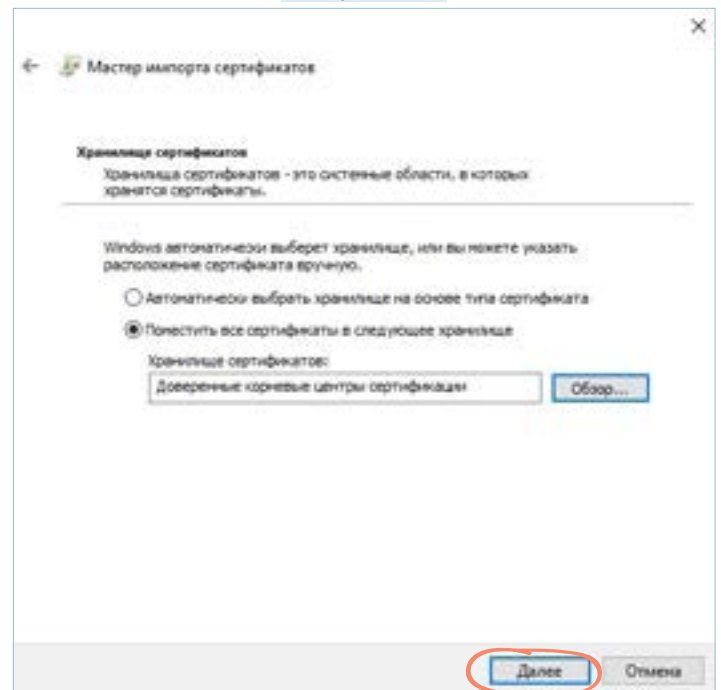 Мастер импорта сертификатов
Хранилище сертификатов
Хранилища сертификатов - это системные области, в которых
хранятся сертификаты.
Windows автоматически выберет хранилище, или вы можете указать
расположение сертификата вручную.
Автоматически выбрать хранилище на основе типа сертификата
Поместить все сертификаты в следующее хранилище
Хранилище сертификатов:
Доверенные корневые центры сертификации
Обзор...
Далее
Отмена